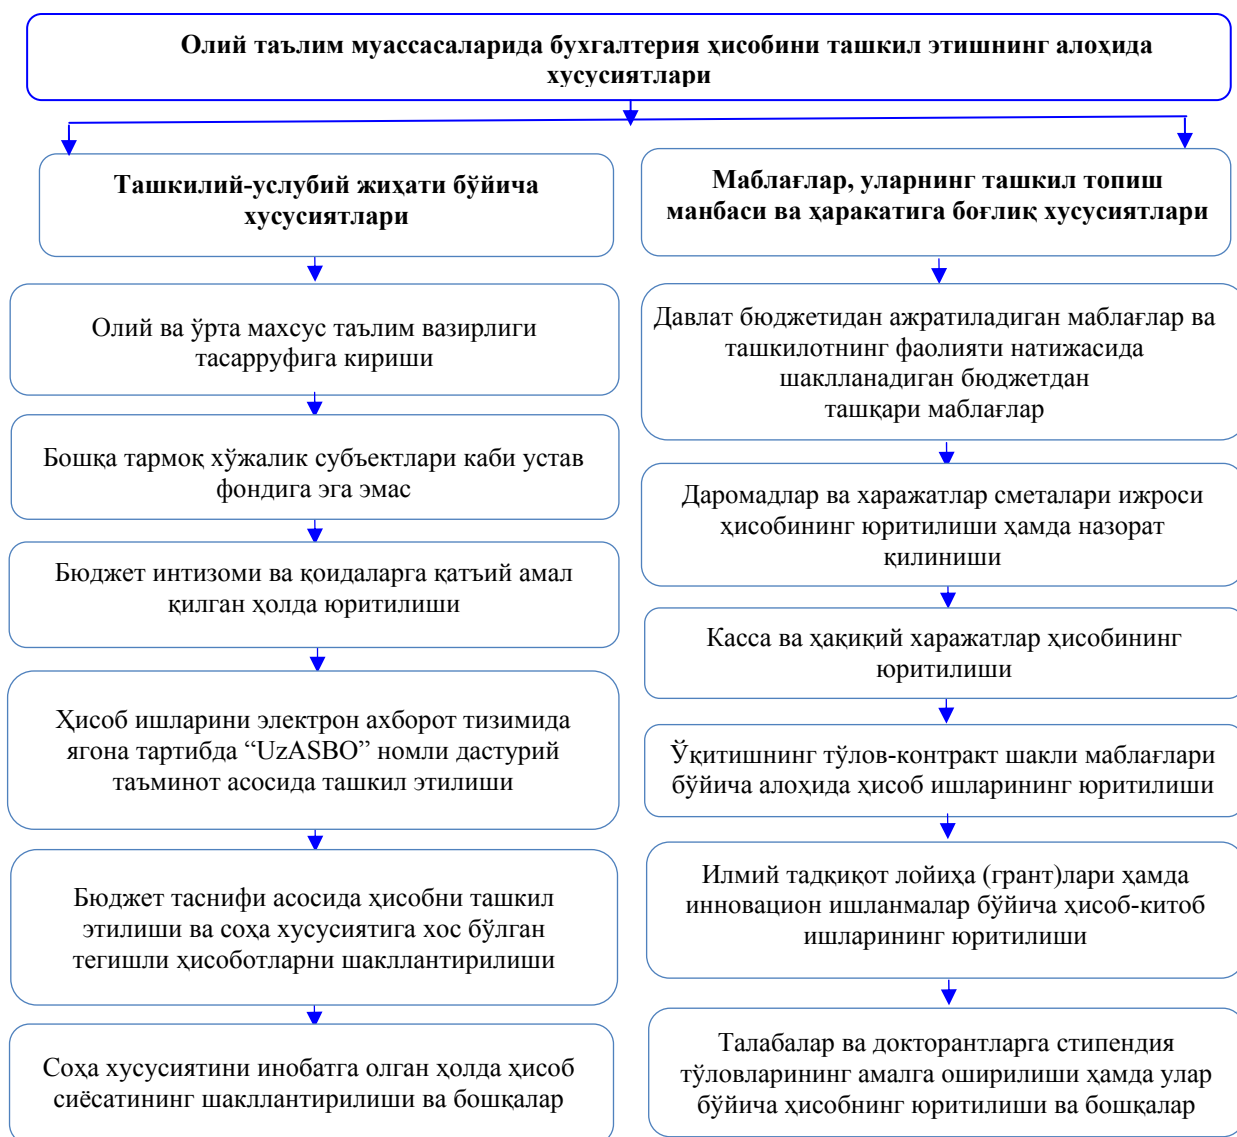 Олий таълим муассасаларида бухгалтерия ҳисобини ташкил этишнинг алоҳида
хусусиятлари
Ташкилий-услубий жиҳати бўйича
хусусиятлари
Олий ва ўрта махсус таълим вазирлиги
тасарруфига кириши
Бошқа тармоқ хўжалик субъектлари каби устав
фондига эга эмас
Бюджет интизоми ва қоидаларга қатъий амал
қилган ҳолда юритилиши
Ҳисоб ишларини электрон ахборот тизимида
ягона тартибда “UzASBO” номли дастурий
таъминот асосида ташкил этилиши
Бюджет таснифи асосида ҳисобни ташкил
этилиши ва соҳа хусусиятига хос бўлган
тегишли ҳисоботларни шакллантирилиши
Соҳа хусусиятини инобатга олган ҳолда ҳисоб
сиёсатининг шакллантирилиши ва бошқалар
Маблағлар, уларнинг ташкил топиш
манбаси ва ҳаракатига боғлиқ хусусиятлари
Давлат бюджетидан ажратиладиган маблағлар ва
ташкилотнинг фаолияти натижасида
шаклланадиган бюджетдан
ташқари маблағлар
Даромадлар ва харажатлар сметалари ижроси
ҳисобининг юритилиши ҳамда назорат
қилиниши
Касса ва ҳақиқий харажатлар ҳисобининг
юритилиши
Ўқитишнинг тўлов-контракт шакли маблағлари
бўйича алоҳида ҳисоб ишларининг юритилиши
Илмий тадқиқот лойиҳа (грант)лари ҳамда
инновацион ишланмалар бўйича ҳисоб-китоб
ишларининг юритилиши
Талабалар ва докторантларга стипендия
тўловларининг амалга оширилиши ҳамда улар
бўйича ҳисобнинг юритилиши ва бошқалар